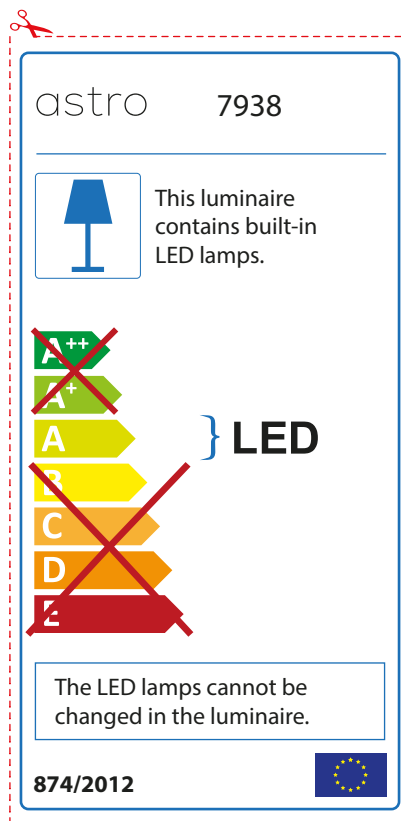 astro 7938
This luminaire
contains built-in
LED lamps.
A++
A+
A
B
C
D
E
} LED
The LED lamps cannot be
changed in the luminaire.
874/2012